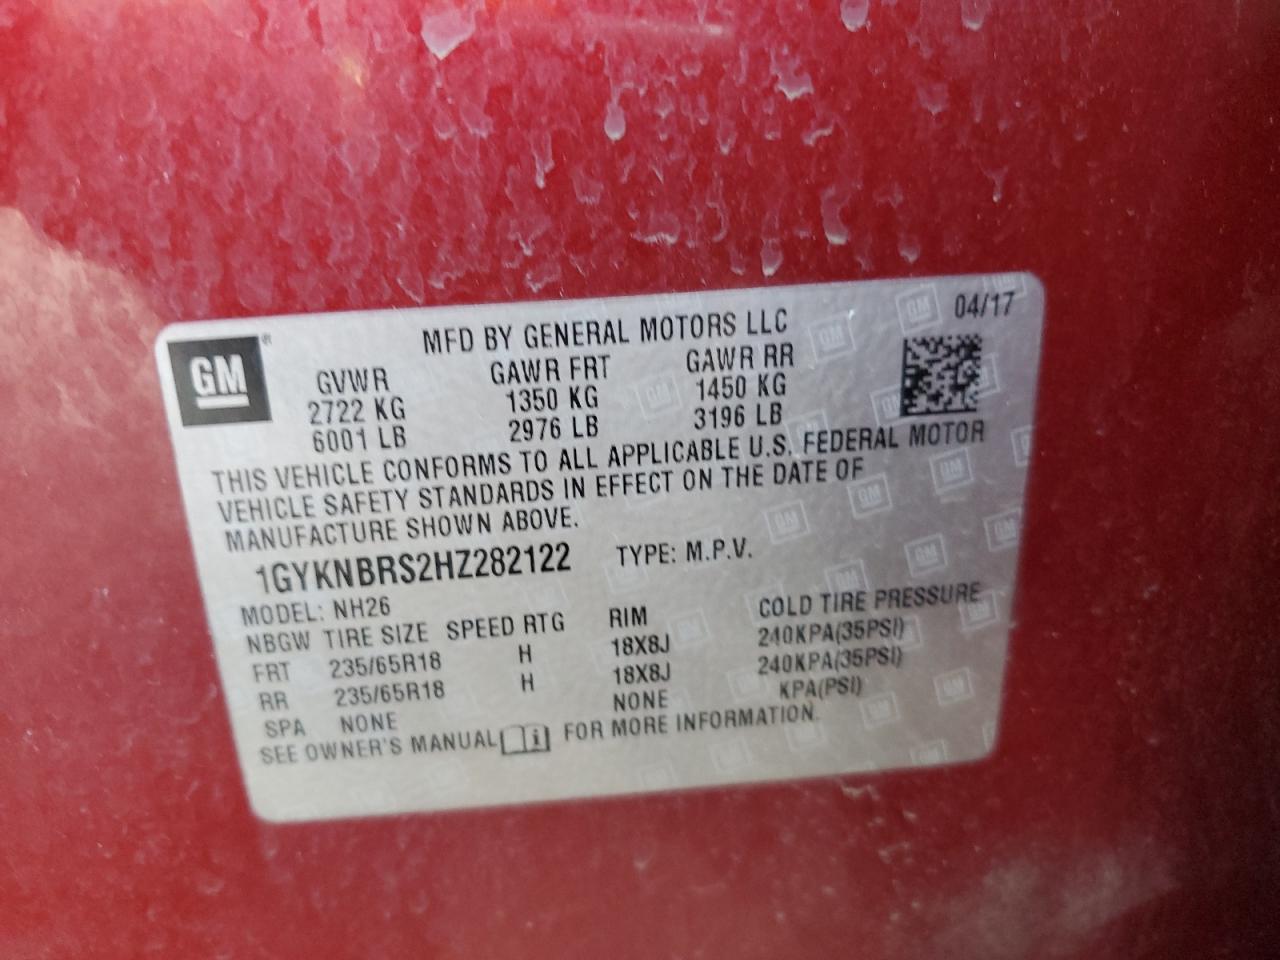 04/17
MFD BY GENERAL MOTORS LLC
GM ®
GVWR GAWR FRT GAWR RR
2722 KG 1350 KG 1450 KG
6001 LB 2976 LB 3196 LB
THIS VEHICLE CONFORMS TO ALL APPLICABLE U.S. FEDERAL MOTOR
VEHICLE SAFETY STANDARDS IN EFFECT ON THE DATE OF
MANUFACTURE SHOWN ABOVE.
1GYKNBRS2HZ282122 TYPE: M.P.V.
MODEL: NH26
NBGW TIRE SIZE SPEED RTG RIM COLD TIRE PRESSURE
FRT 235/65R18 H 18X8J 240KPA(35PSI)
RR 235/65R18 H 18X8J 240KPA(35PSI)
SPA NONE NONE KPA(PSI)
SEE OWNER'S MANUAL i FOR MORE INFORMATION.